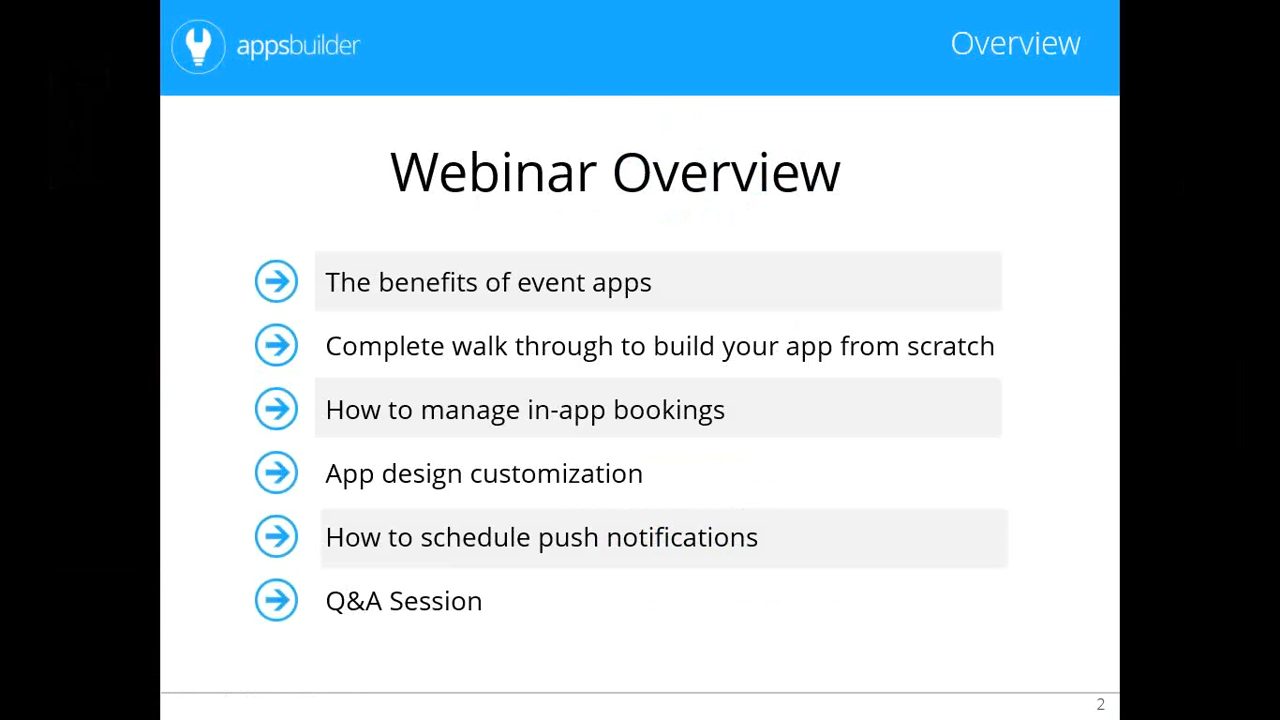 appsbuilder
Overview
Webinar Overview
The benefits of event apps
Complete walk through to build your app from scratch
How to manage in-app bookings
App design customization
How to schedule push notifications
Q&A Session
2